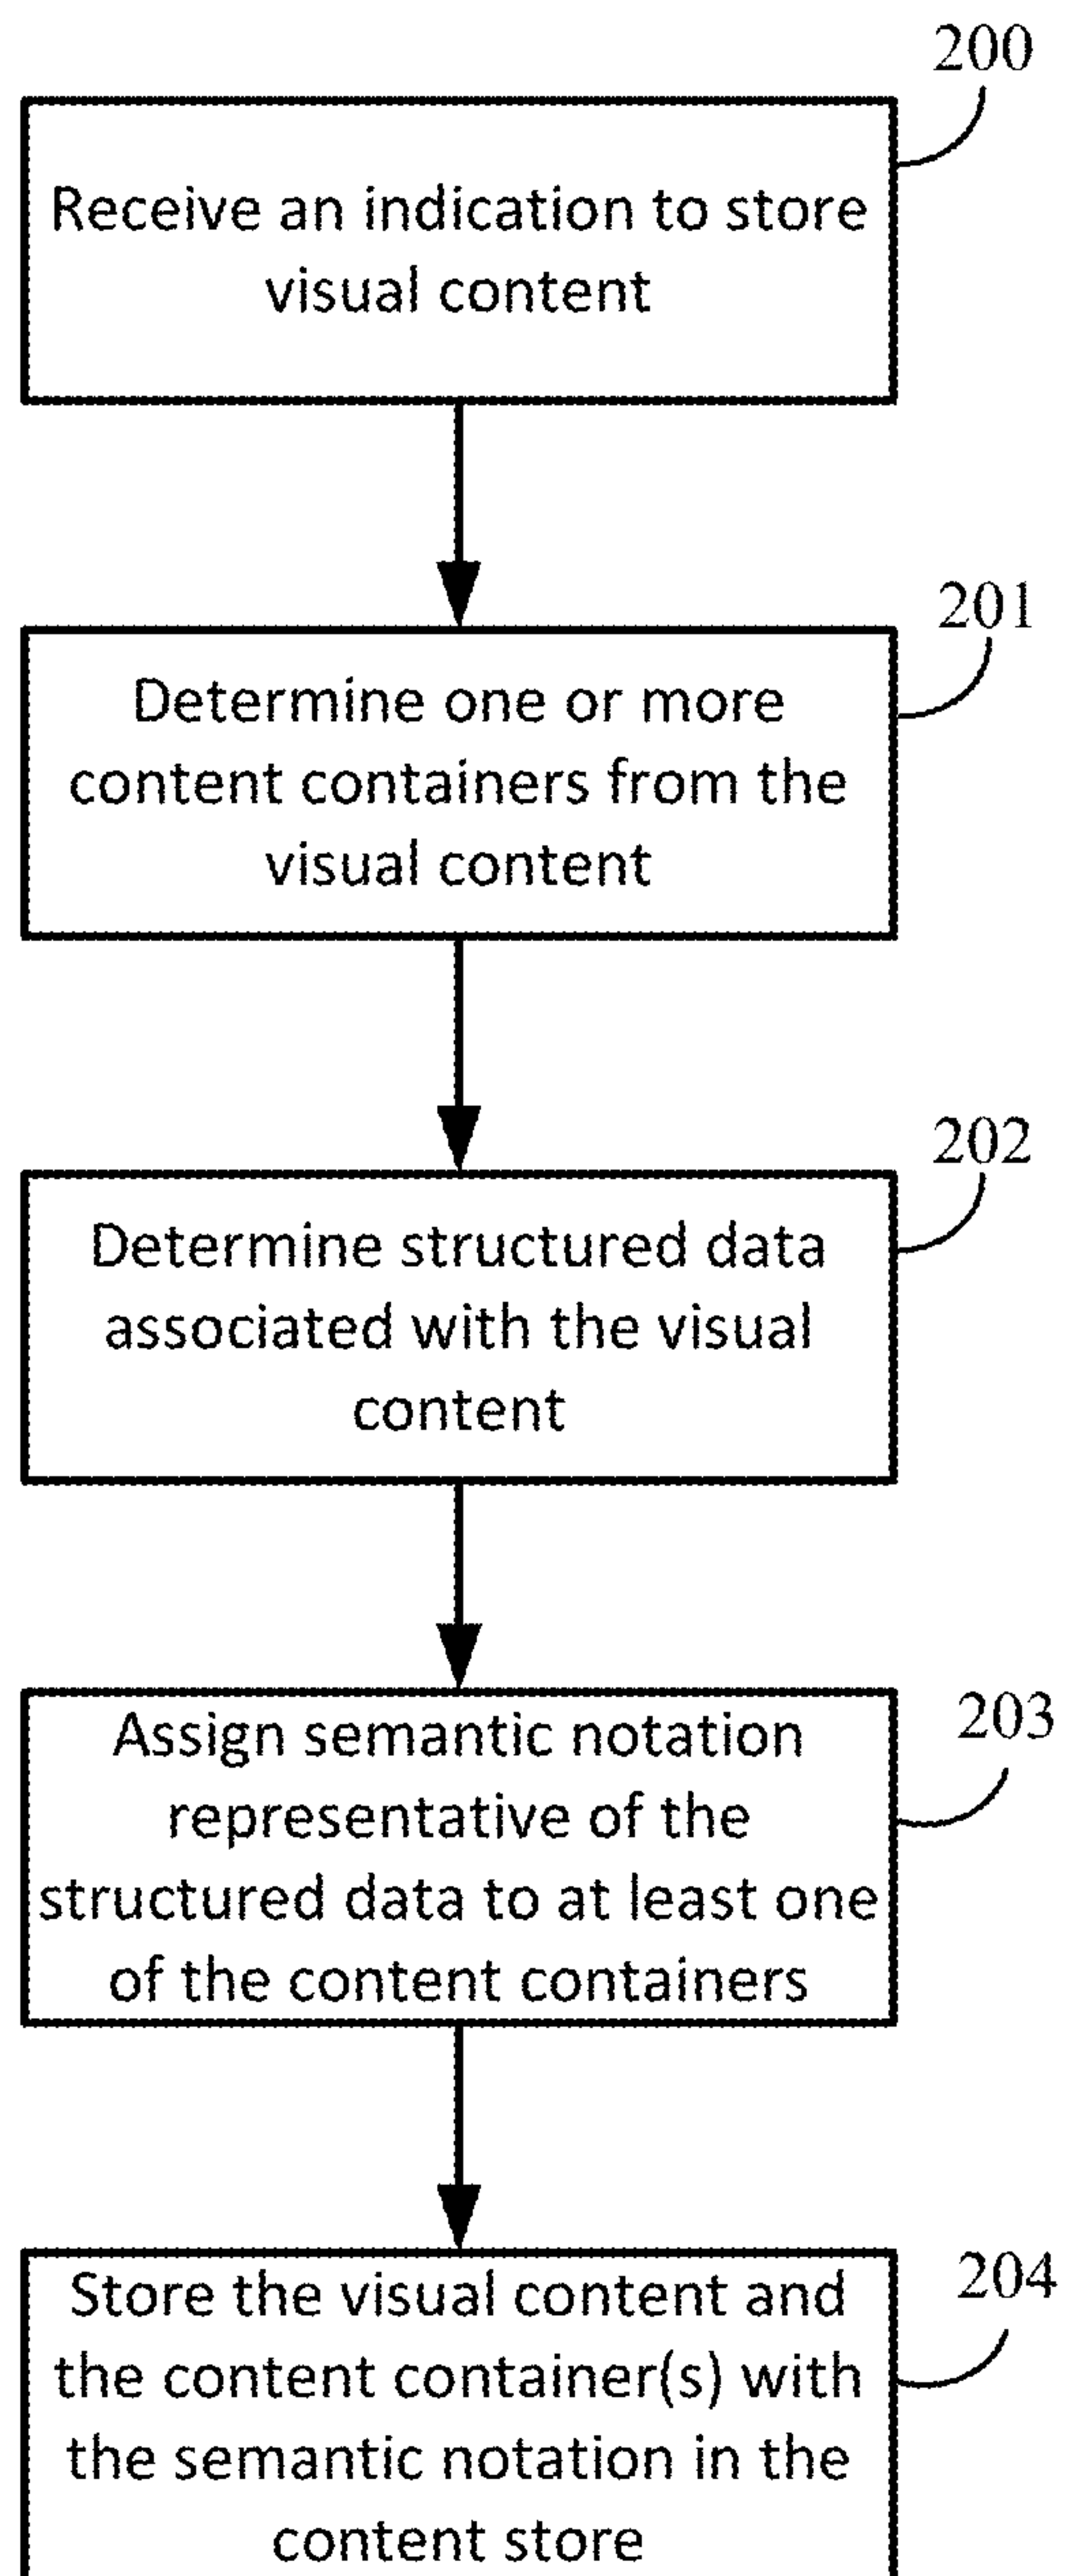 200
Receive an indication to store
visual content
201
Determine one or more
content containers from the
visual content
202
Determine structured data
associated with the visual
content
203
Assign semantic notation
representative of the
structured data to at least one
of the content containers
204
Store the visual content and
the content container(s) with
the semantic notation in the
content store